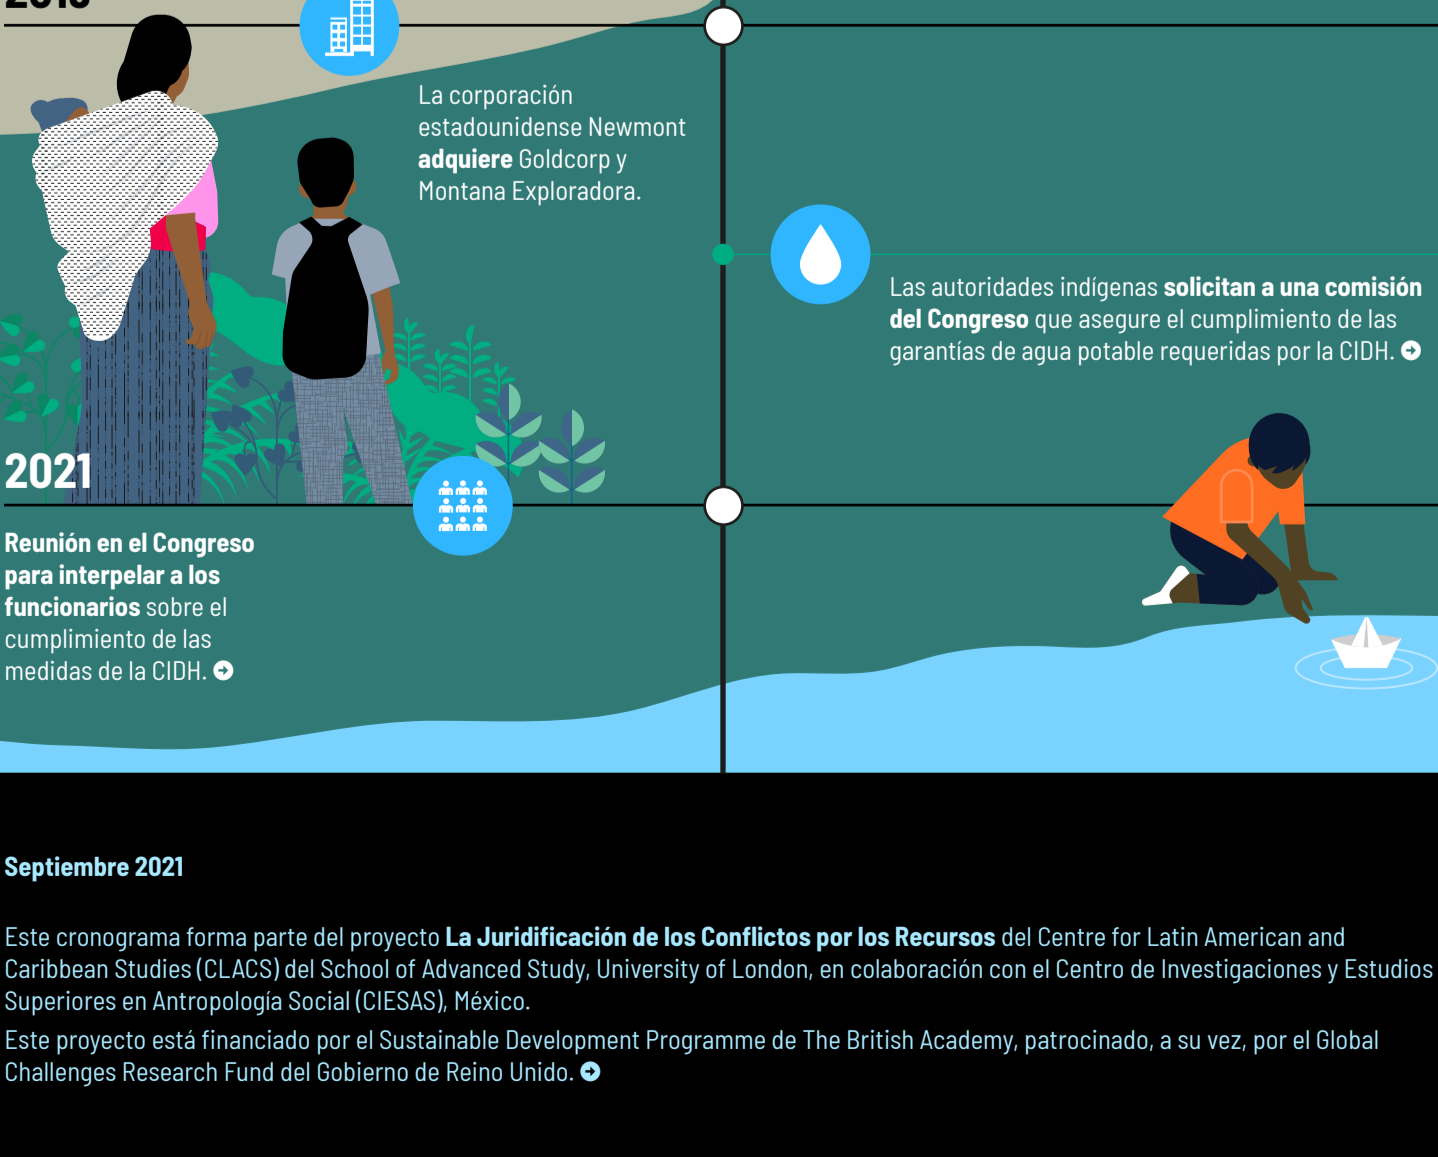 La corporación
estadounidense Newmont
adquiere Goldcorp y
Montana Exploradora.
Las autoridades indígenas solicitan a una comisión
del Congreso que asegure el cumplimiento de las
garantías de agua potable requeridas por la CIDH.
2021
Reunión en el Congreso
para interpelar a los
funcionarios sobre el
cumplimiento de las
medidas de la CIDH.
Septiembre 2021
Este cronograma forma parte del proyecto La Juridificación de los Conflictos por los Recursos del Centre for Latin American and
Caribbean Studies (CLACS) del School of Advanced Study, University of London, en colaboración con el Centro de Investigaciones y Estudios
Superiores en Antropología Social (CIESAS), México.
Este proyecto está financiado por el Sustainable Development Programme de The British Academy, patrocinado, a su vez, por el Global
Challenges Research Fund del Gobierno de Reino Unido.